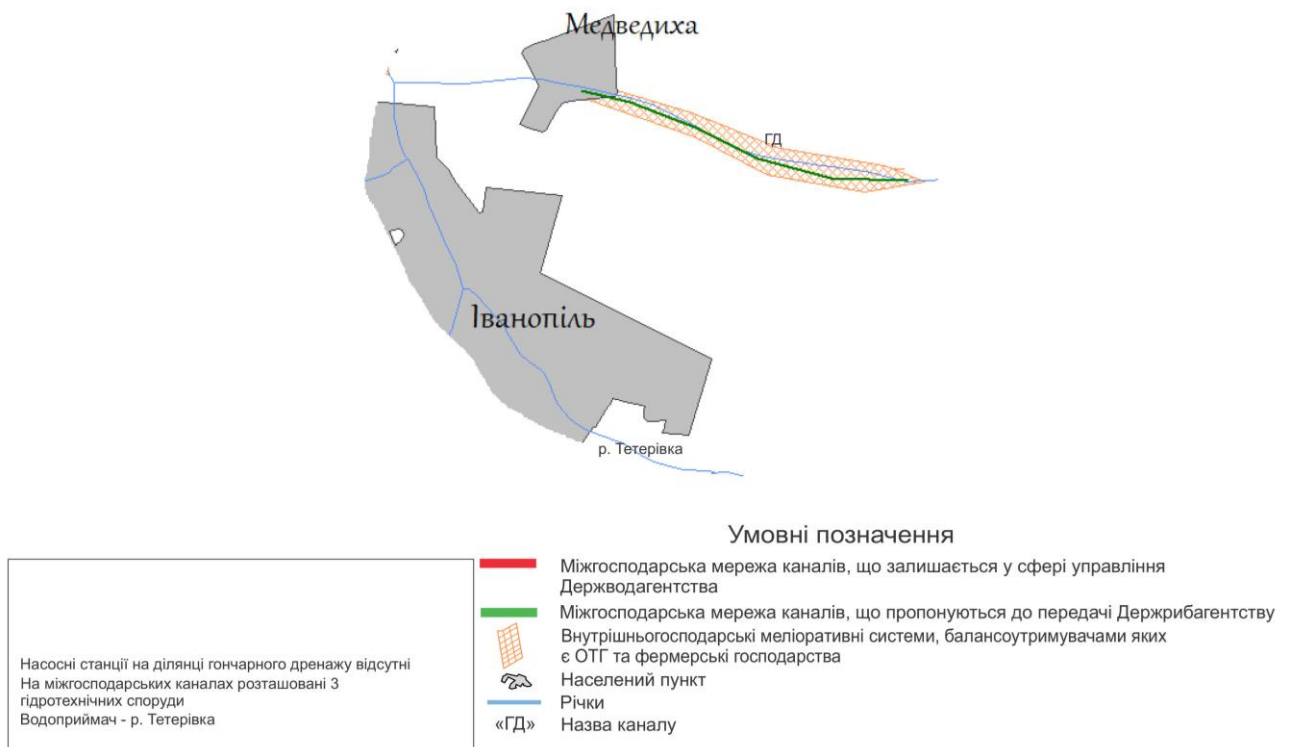 Медведиха
ГД
Іванопіль
р. Тетерівка
Умовні позначення
Міжгосподарська мережа каналів, що залишається у сфері управління
Держводагентства
Міжгосподарська мережа каналів, що пропонуються до передачі Держрибагентству
Внутрішньогосподарські меліоративні системи, балансоутримувачами яких
є ОТГ та фермерські господарства
Населений пункт
Річки
«ГД» Назва каналу
Насосні станції на ділянці гончарного дренажу відсутні
На міжгосподарських каналах розташовані 3
гідротехнічних споруди
Водоприймач - р. Тетерівка